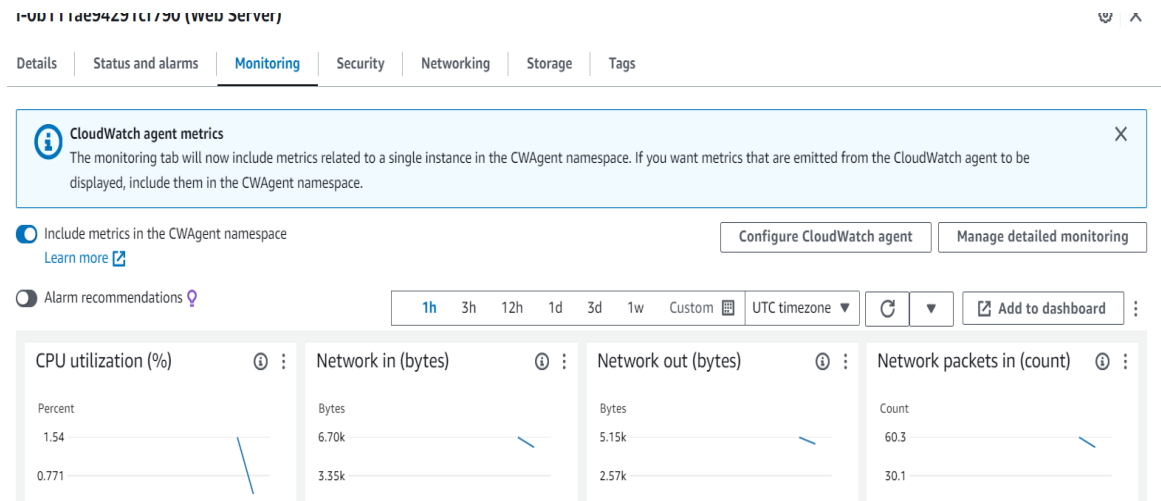 (Web Server)
Details Status and alarms Monitoring Security Networking Storage Tags
CloudWatch agent metrics
The monitoring tab will now include metrics related to a single instance in the CWAgent namespace. If you want metrics that are emitted from the CloudWatch agent to be
displayed, include them in the CWAgent namespace.
Include metrics in the CWAgent namespace
Learn more
Configure CloudWatch agent Manage detailed monitoring
Alarm recommendations
1h 3h 12h 1d 3d 1w Custom UTC timezone Add to dashboard
CPU utilization (%) Network in (bytes) Network out (bytes) Network packets in (count)
Percent Bytes Bytes Count
1.54 6.70k 5.15k 60.3
0.771 3.35k 2.57k 30.1